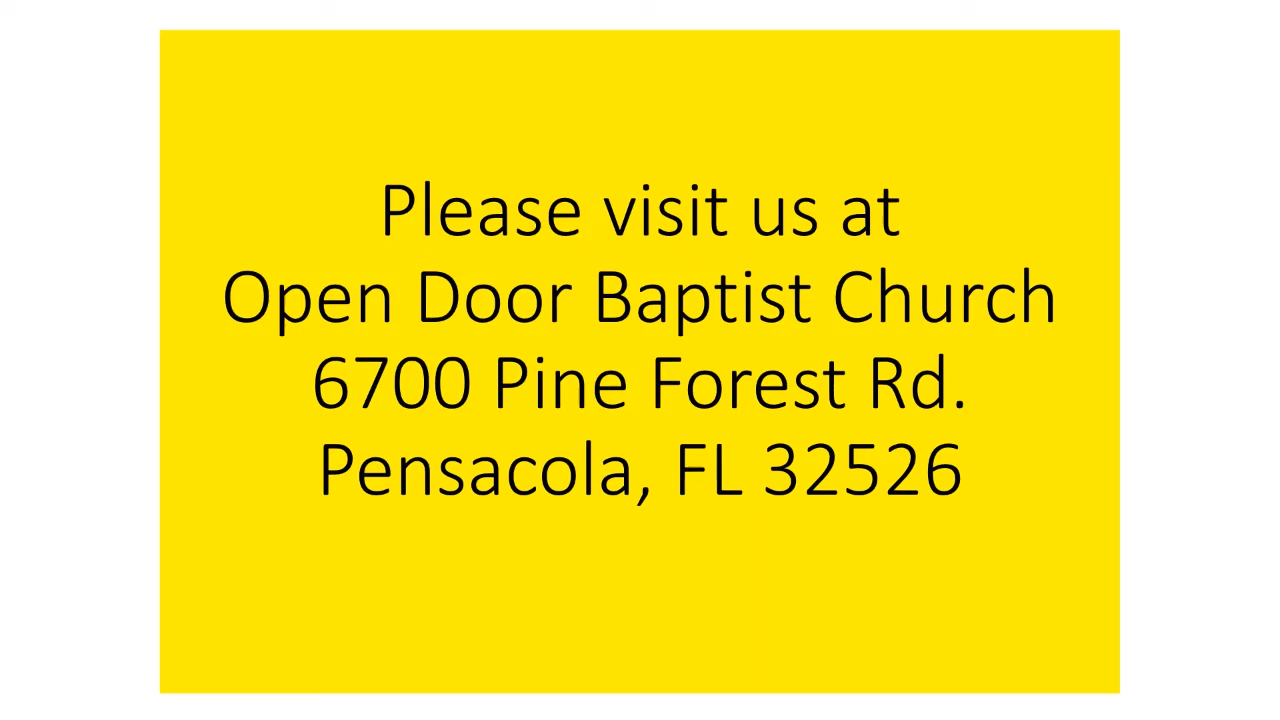 Please visit us at
Open Door Baptist Church
6700 Pine Forest Rd.
Pensacola, FL 32526